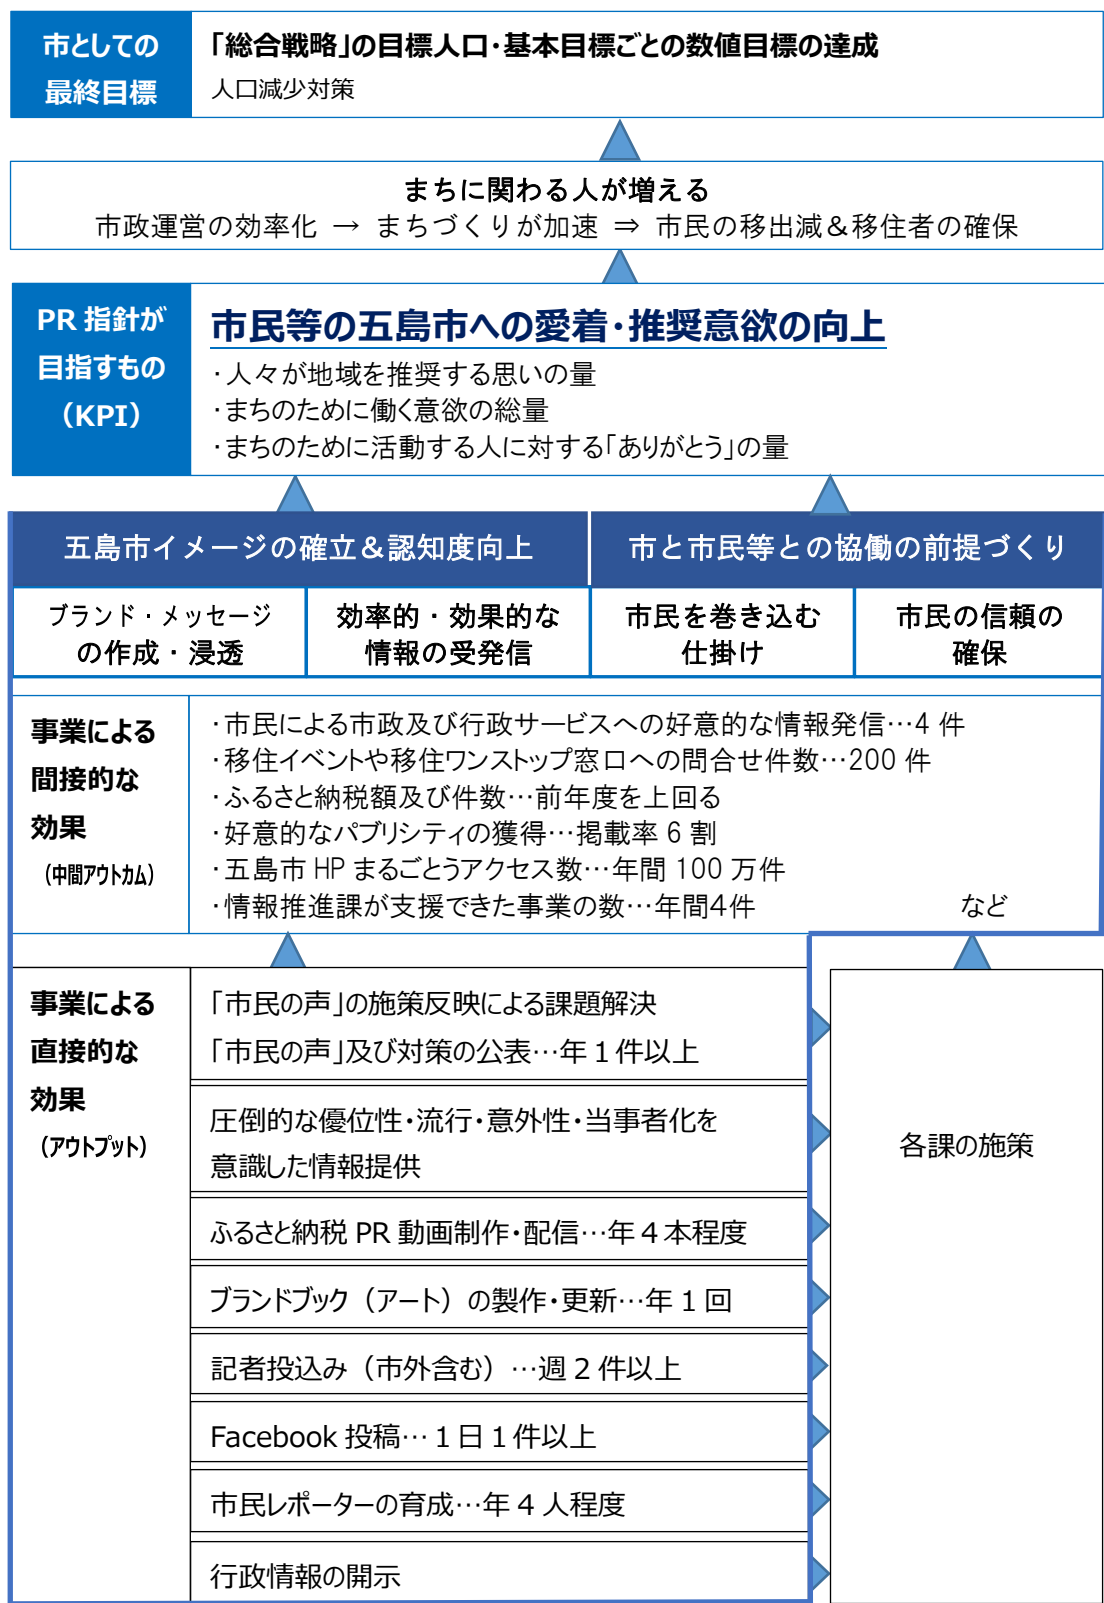 市としての
最終目標
「総合戦略」の目標人口・基本目標ごとの数値目標の達成
人口減少対策
まちに関わる人が増える
市政運営の効率化 → まちづくりが加速 ⇒ 市民の移出減＆移住者の確保
PR 指針が
目指すもの
（KPI）
市民等の五島市への愛着・推奨意欲の向上
・人々が地域を推奨する思いの量
・まちのために働く意欲の総量
・まちのために活動する人に対する「ありがとう」の量
五島市イメージの確立＆認知度向上
市と市民等との協働の前提づくり
ブランド・メッセージ
の作成・浸透
効率的・効果的な
情報の受発信
市民を巻き込む
仕掛け
市民の信頼の
確保
事業による
間接的な
効果
（中間アウトカム）
・市民による市政及び行政サービスへの好意的な情報発信…4 件
・移住イベントや移住ワンストップ窓口への問合せ件数…200 件
・ふるさと納税額及び件数…前年度を上回る
・好意的なパブリシティの獲得…掲載率 6 割
・五島市 HP まるごとうアクセス数…年間 100 万件
・情報推進課が支援できた事業の数…年間4件 など
事業による
直接的な
効果
（アウトプット）
「市民の声」の施策反映による課題解決
「市民の声」及び対策の公表…年 1 件以上
圧倒的な優位性・流行・意外性・当事者化を
意識した情報提供
ふるさと納税 PR 動画制作・配信…年 4 本程度
ブランドブック（アート）の製作・更新…年 1 回
記者投込み（市外含む）…週 2 件以上
Facebook 投稿…１日１件以上
市民レポーターの育成…年 4 人程度
行政情報の開示
各課の施策